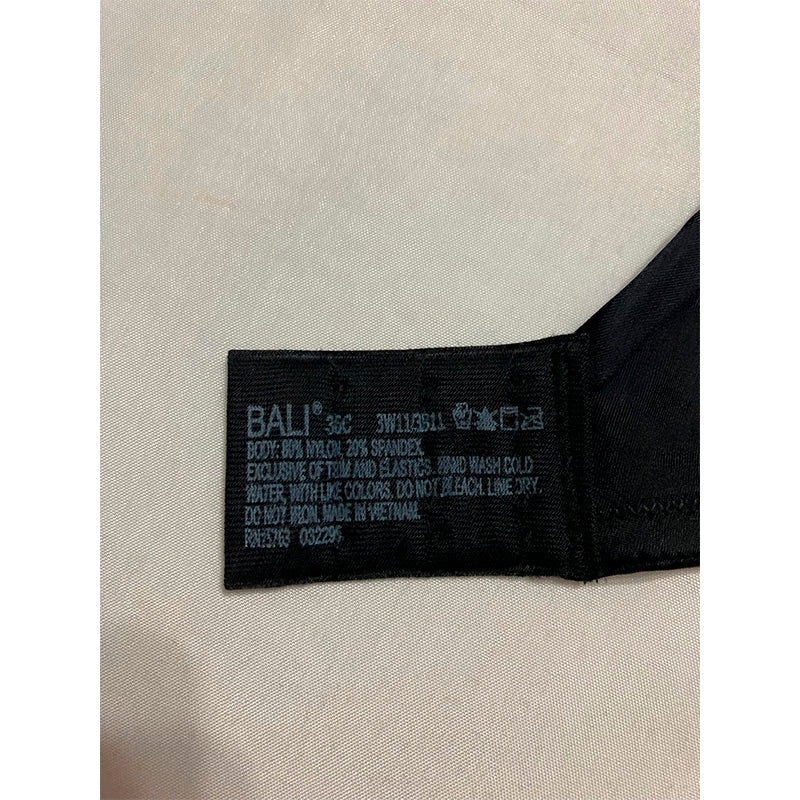 BALI® 36C 3W11/3511
BODY: 80% NYLON, 20% SPANDEX.
EXCLUSIVE OF TRIM AND ELASTICS. HAND WASH COLD
WATER, WITH LIKE COLORS. DO NOT BLEACH. LINE DRY.
DO NOT IRON. MADE IN VIETNAM.
RN15763 032295